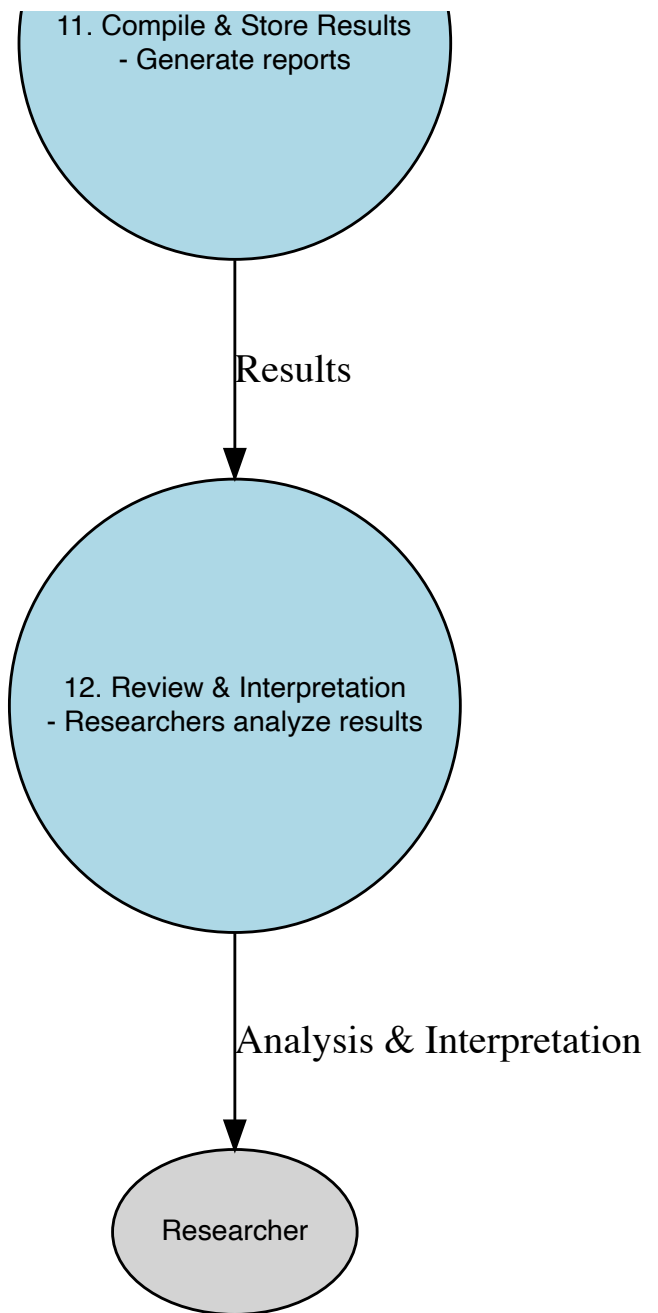 11. Compile & Store Results
- Generate reports
Results
12. Review & Interpretation
- Researchers analyze results
Analysis & Interpretation
Researcher